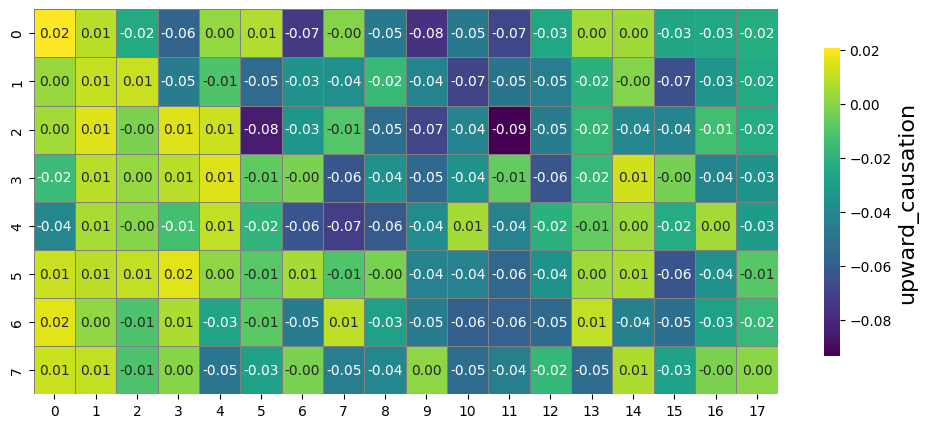 0 0.02 0.01 -0.02 -0.06 0.00 0.01 -0.07 -0.00 -0.05 -0.08 -0.05 -0.07 -0.03 0.00 0.00 -0.03 -0.03 -0.02
1 0.00 0.01 0.01 -0.05 -0.01 -0.05 -0.03 -0.04 -0.02 -0.04 -0.07 -0.05 -0.05 -0.02 -0.00 -0.07 -0.03 -0.02
2 0.00 0.01 -0.00 0.01 0.01 -0.08 -0.03 -0.01 -0.05 -0.07 -0.04 -0.09 -0.05 -0.02 -0.04 -0.04 -0.01 -0.02
3 -0.02 0.01 0.00 0.01 0.01 -0.01 -0.00 -0.06 -0.04 -0.05 -0.04 -0.01 -0.06 -0.02 0.01 -0.00 -0.04 -0.03
4 -0.04 0.01 -0.00 -0.01 0.01 -0.02 -0.06 -0.07 -0.06 -0.04 0.01 -0.04 -0.02 -0.01 0.00 -0.02 0.00 -0.03
5 0.01 0.01 0.01 0.02 0.00 -0.01 0.01 -0.01 -0.00 -0.04 -0.04 -0.06 -0.04 0.00 0.01 -0.06 -0.04 -0.01
6 0.02 0.00 -0.01 0.01 -0.03 -0.01 -0.05 0.01 -0.03 -0.05 -0.06 -0.06 -0.05 0.01 -0.04 -0.05 -0.03 -0.02
7 0.01 0.01 -0.01 0.00 -0.05 -0.03 -0.00 -0.05 -0.04 0.00 -0.05 -0.04 -0.02 -0.05 0.01 -0.03 -0.00 0.00
0 1 2 3 4 5 6 7 8 9 10 11 12 13 14 15 16 17
0.02
0.00
−0.02
−0.04
−0.06
−0.08
upward_causation